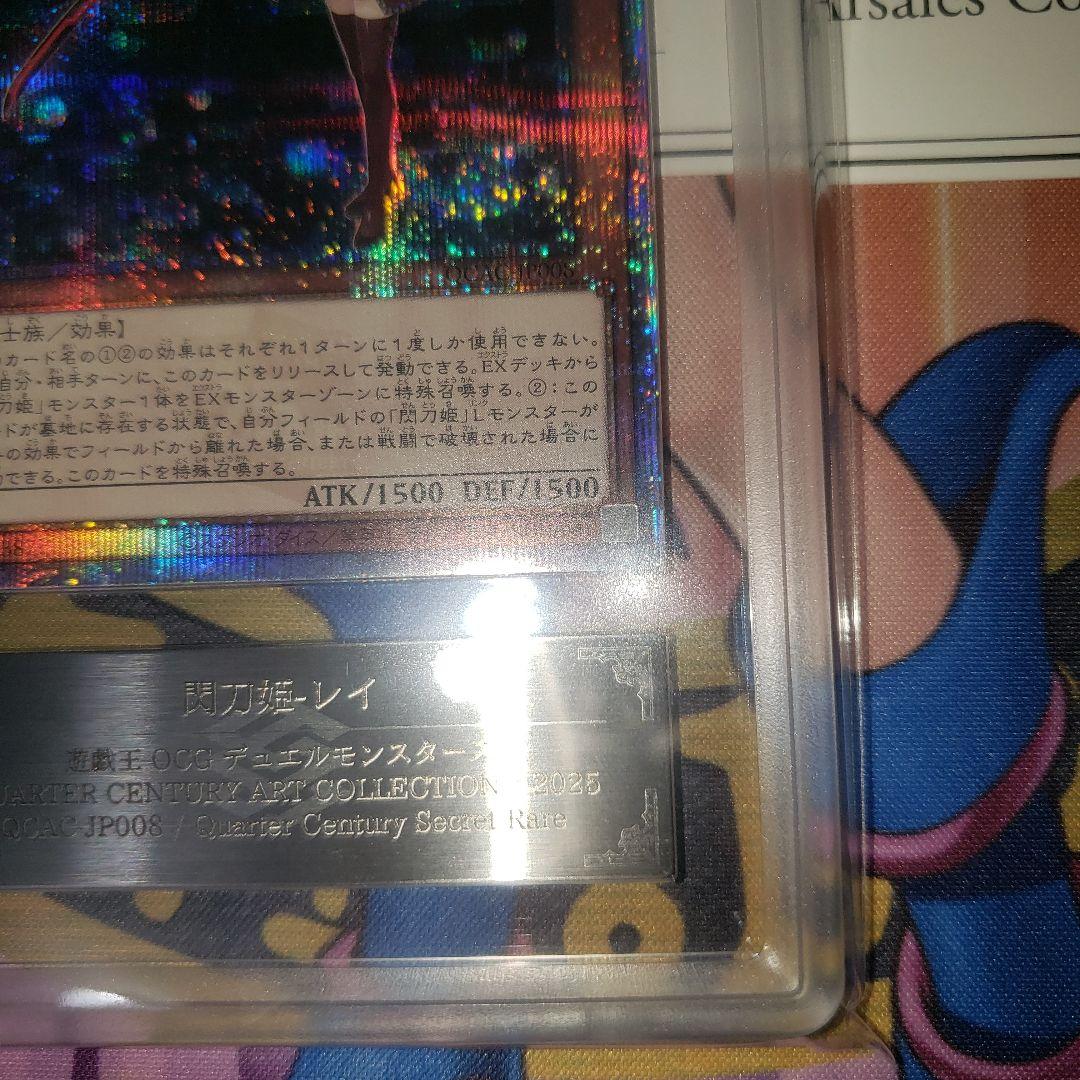 Arsales Co
QCAC-JP008
士族／効果】
カード名の①②の効果はそれぞれ1ターンに1度しか使用できない。
自分・相手ターンに、このカードをリリースして発動できる。EXデッキから
刀姫」モンスター1体をEXモンスターゾーンに特殊召喚する。②：この
ードが墓地に存在する状態で、自分フィールドの「閃刀姫」Lモンスターが
の効果でフィールドから離れた場合、または戦闘で破壊された場合に
できる。このカードを特殊召喚する。
ATK/1500 DEF/1500
閃刀姫-レイ
遊戯王 OCG デュエルモンスターズ
UARTER CENTURY ART COLLECTION 2025
QCAC-JP008 / Quarter Century Secret Rare